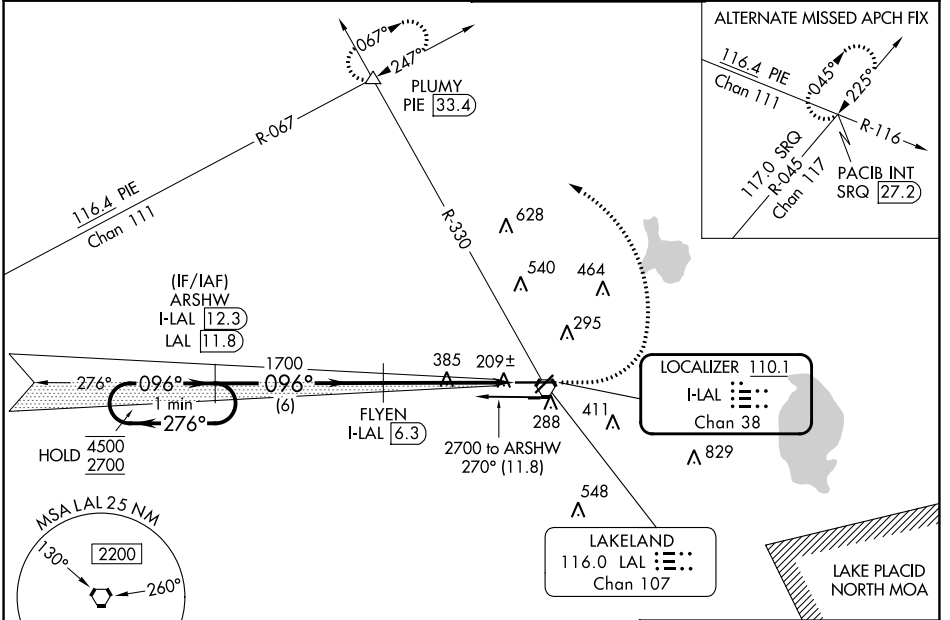 067°
247°
PLUMY
PIE 33.4
R-067
116.4 PIE
Chan 111
R-330
ALTERNATE MISSED APCH FIX
116.4 PIE
Chan 111
045°
225°
R-116
117.0 SRQ
R-045
Chan 117
PACIB INT
SRQ 27.2
628
540
464
295
(IF/IAF)
ARSHW
I-LAL 12.3
LAL 11.8
1700
385
209±
276°
096°
096°
1 min
(6)
276°
FLYEN
I-LAL 6.3
HOLD 4500
2700
2700 to ARSHW
270° (11.8)
288
411
LOCALIZER 110.1
I-LAL
Chan 38
829
548
LAKELAND
116.0 LAL
Chan 107
MSA LAL 25 NM
130°
2200
260°
LAKE PLACID
NORTH MOA